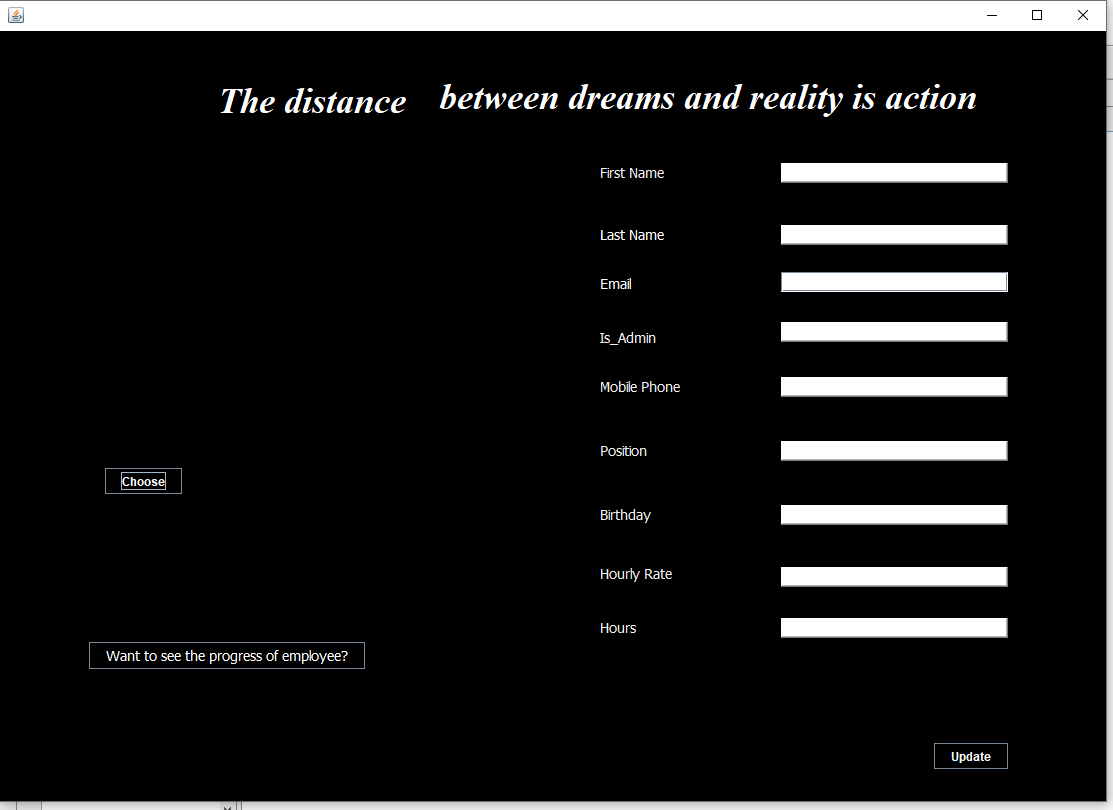 The distance between dreams and reality is action
First Name
Last Name
Email
Is_Admin
Mobile Phone
Position
Choose
Birthday
Hourly Rate
Hours
Want to see the progress of employee?
Update